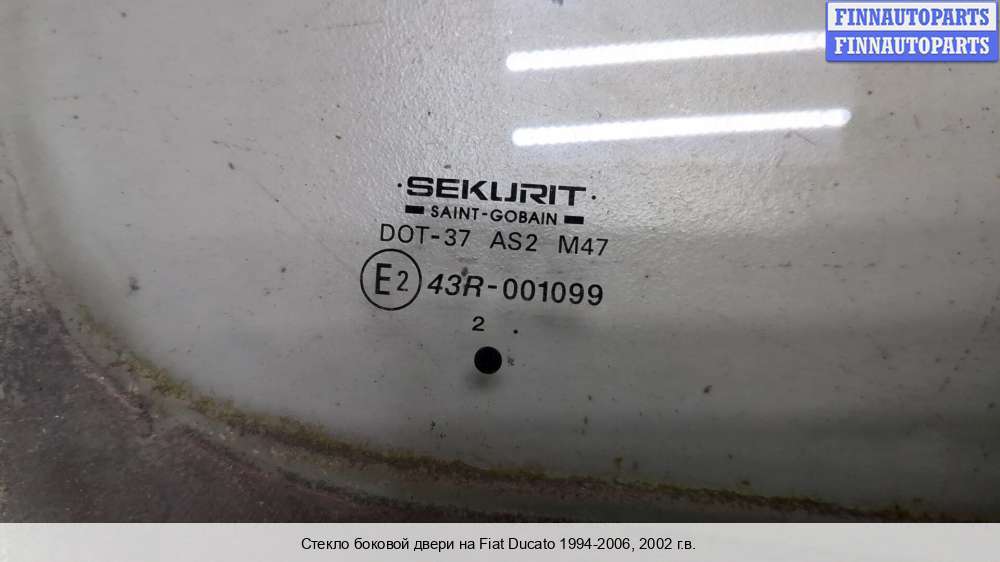 FINNAUTOPARTS
FINNAUTOPARTS
SEKURIT
SAINT-GOBAIN
DOT-37 AS2 M47
E2 43R-001099
2
Стекло боковой двери на Fiat Ducato 1994-2006, 2002 г.в.